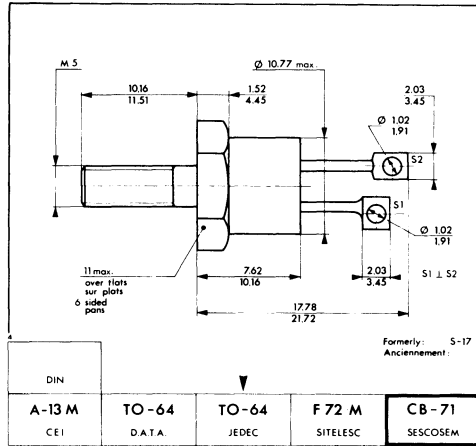 M 5
10.16
11.51
1.52
4.45
Ø 10.77 max.
2.03
3.45
Ø 1.02
1.91
S2
S1
Ø 1.02
1.91
11 max.
over flats
sur plats
6 sided
pans
7.62
10.16
2.03
3.45
S1 ⊥ S2
17.78
21.72
Formerly: S-17
Anciennement:
4
DIN
A-13 M
CEI
TO-64
D.A.T.A.
TO-64
JEDEC
F 72 M
SITELESC
CB-71
SESCOSEM